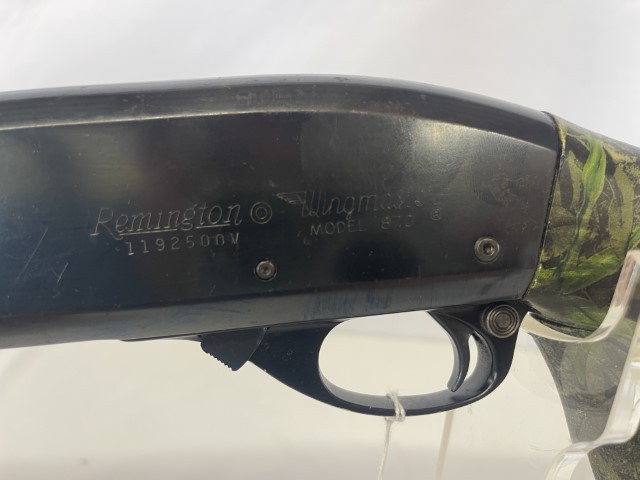 Remington
1192500V
Wingmaster
MODEL 870